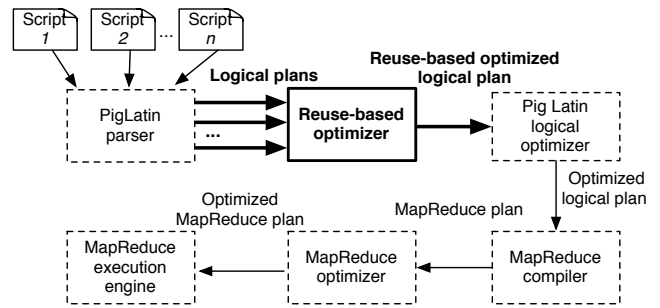 Script
1
Script
2
...
Script
n
Logical plans
Reuse-based optimized
logical plan
PigLatin
parser
...
Reuse-based
optimizer
Pig Latin
logical
optimizer
Optimized
logical plan
Optimized
MapReduce plan
MapReduce plan
MapReduce
execution
engine
MapReduce
optimizer
MapReduce
compiler